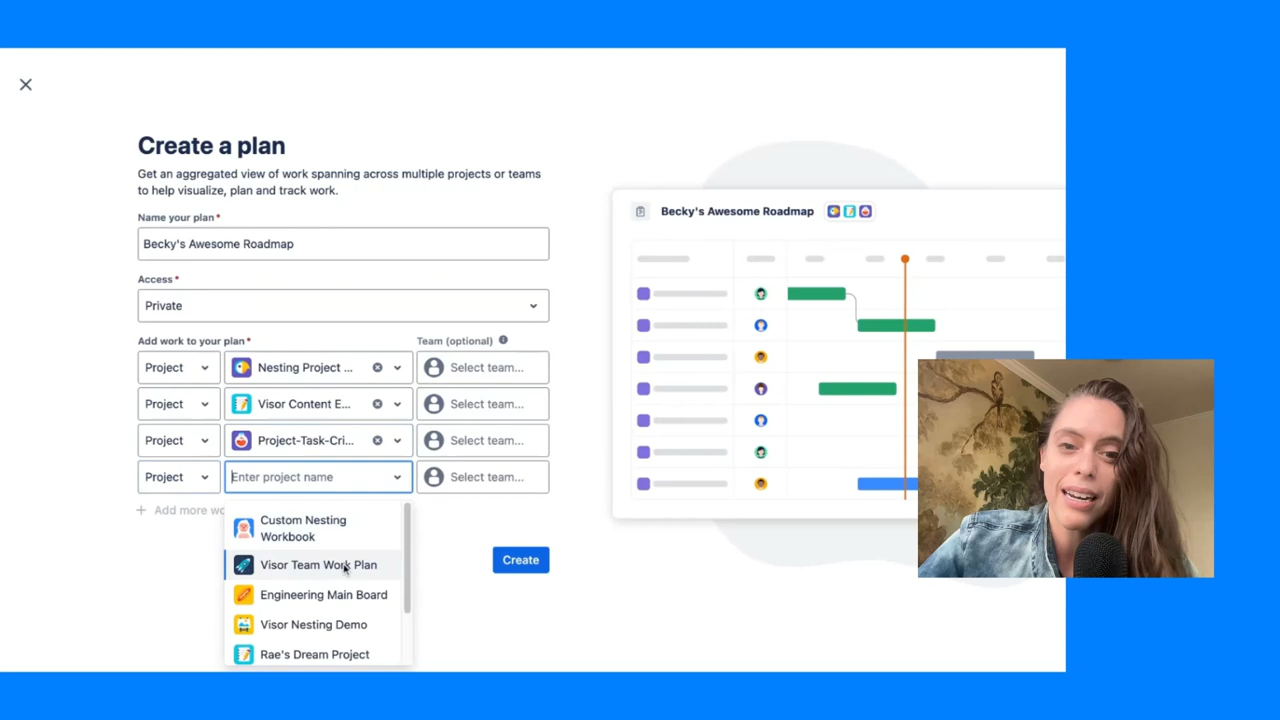 Create a plan
Get an aggregated view of work spanning across multiple projects or teams
to help visualize, plan and track work.
Name your plan *
Becky's Awesome Roadmap
Access *
Private
Add work to your plan *
Team (optional)
Project
Nesting Project ...
Select team...
Project
Visor Content E...
Select team...
Project
Project-Task-Cri...
Select team...
Project
Enter project name
Select team...
+ Add more wo
Custom Nesting
Workbook
Visor Team Work Plan
Engineering Main Board
Visor Nesting Demo
Rae's Dream Project
Create
Becky's Awesome Roadmap